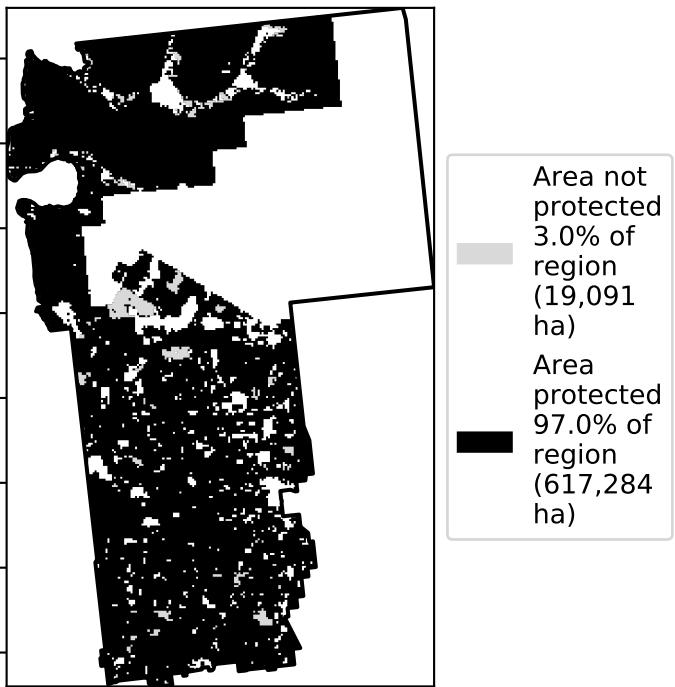 Area not
protected
3.0% of
region
(19,091
ha)
Area
protected
97.0% of
region
(617,284
ha)